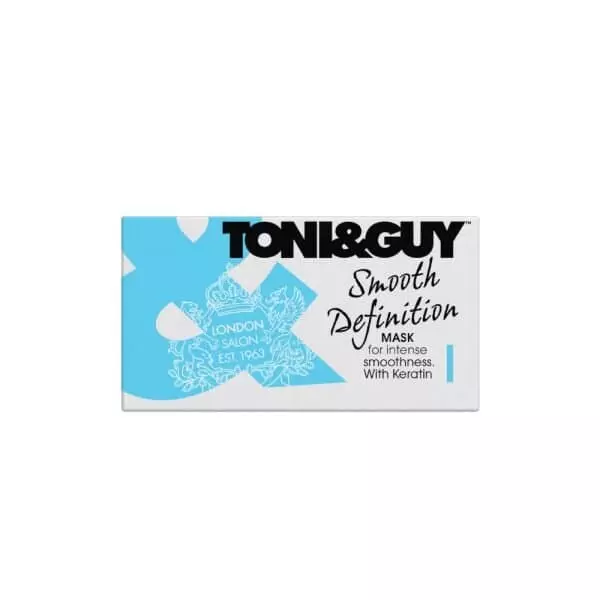 TONI&GUY™
Smooth
Definition
MASK
for intense
smoothness.
With Keratin
LONDON
SALON
EST 1963